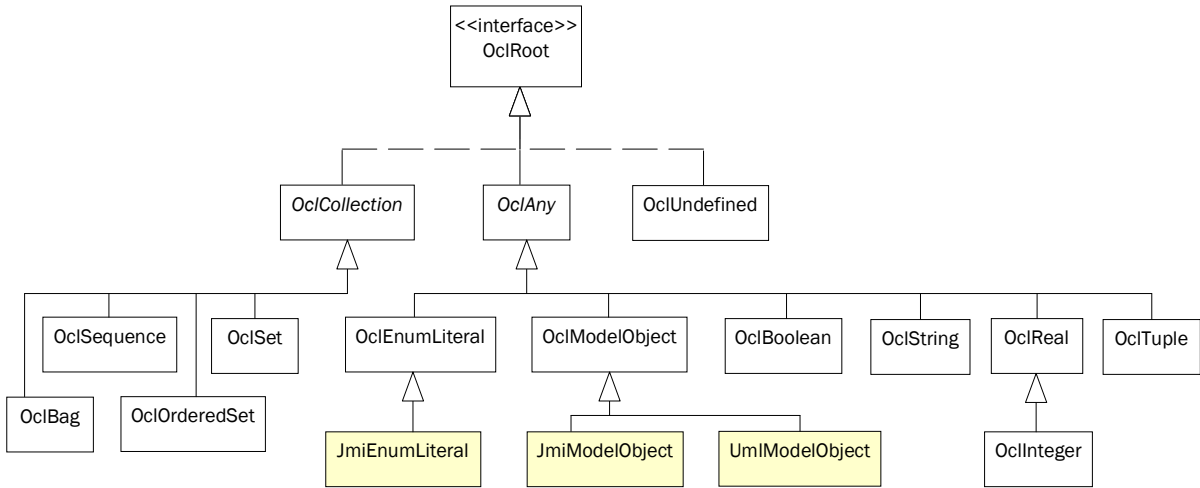 <<interface>>
OclRoot
OclCollection
OclAny
OclUndefined
OclSequence
OclSet
OclEnumLiteral
OclModelObject
OclBoolean
OclString
OclReal
OclTuple
OclBag
OclOrderedSet
JmiEnumLiteral
JmiModelObject
UmlModelObject
OclInteger